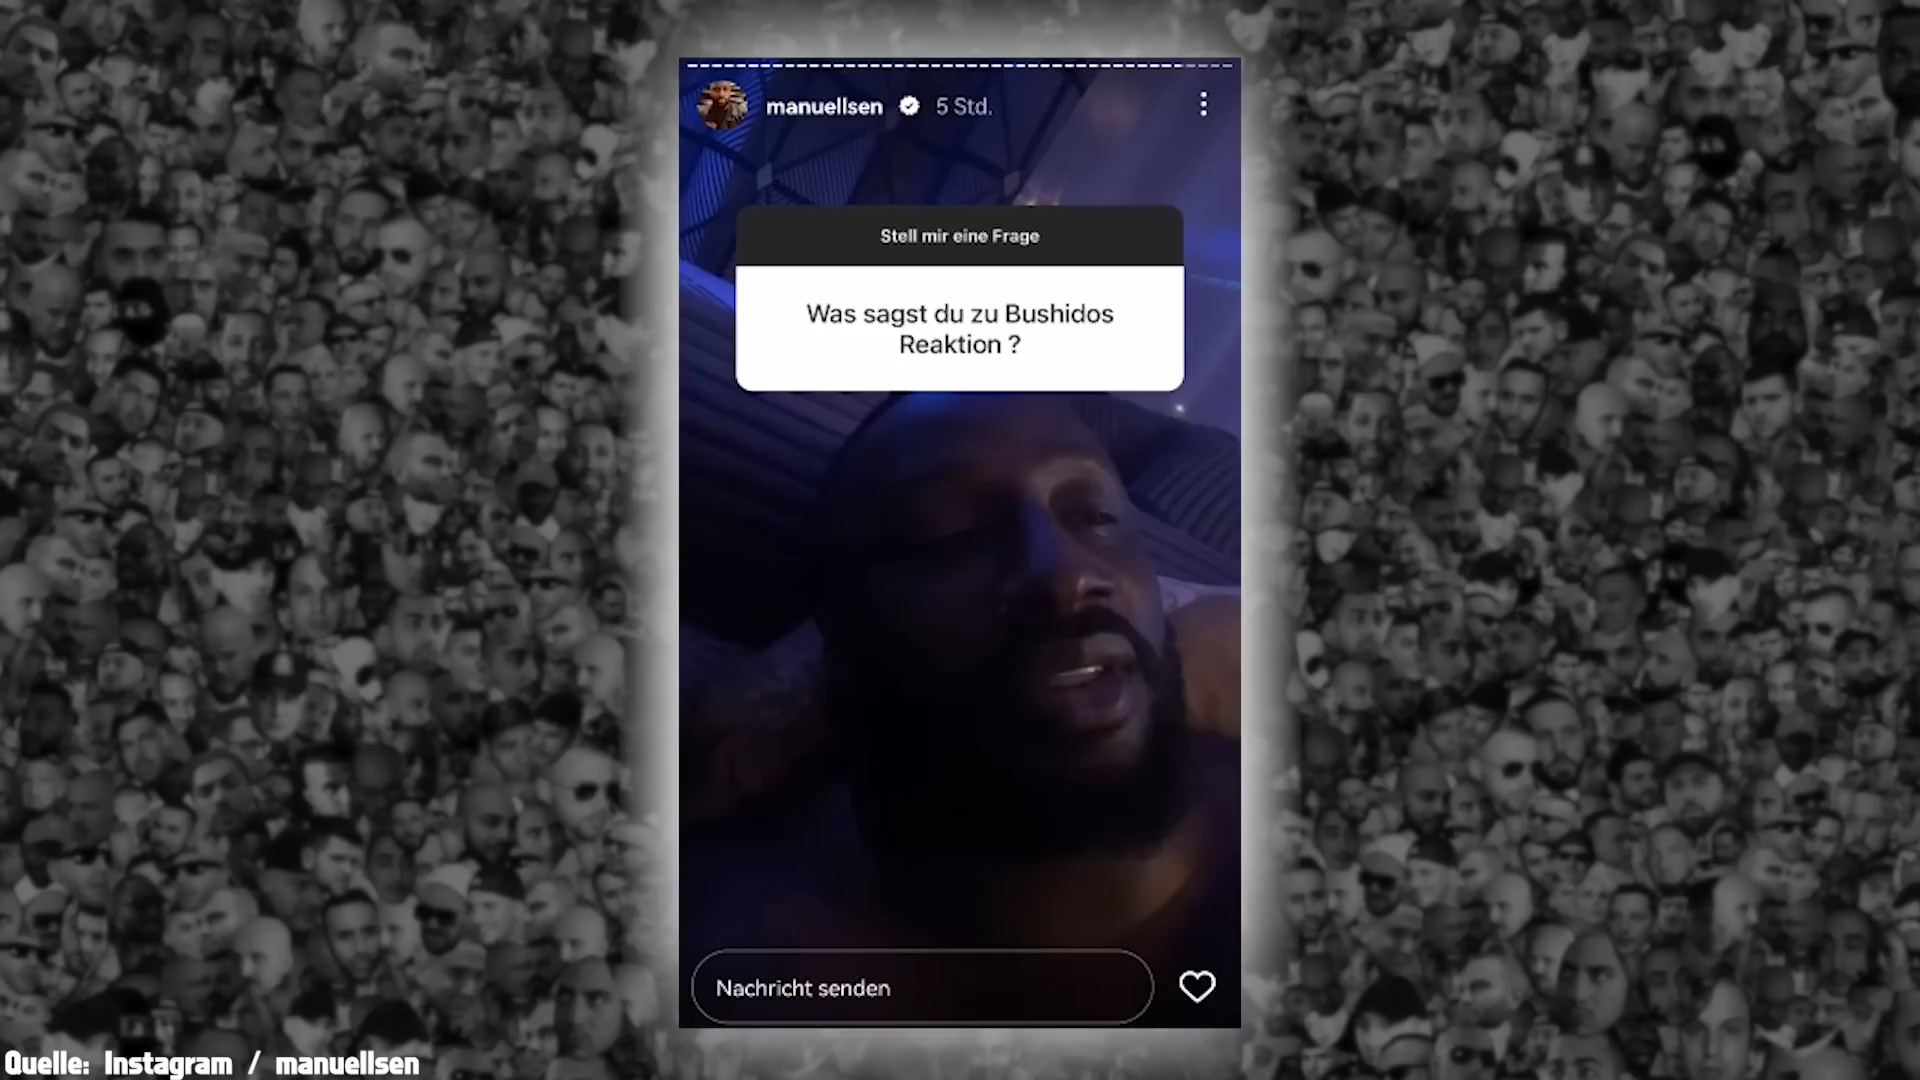 manuellsen 5 Std.
Stell mir eine Frage
Was sagst du zu Bushidos
Reaktion ?
Nachricht senden
Quelle: Instagram / manuellsen